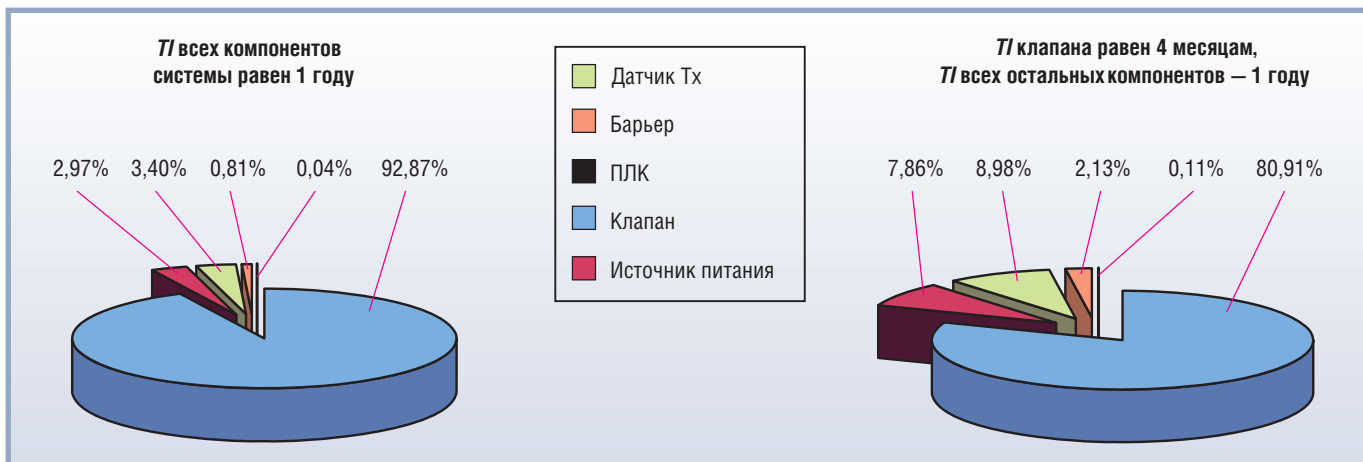 TI всех компонентов
системы равен 1 году
2,97% 3,40% 0,81% 0,04% 92,87%
Датчик Тх
Барьер
ПЛК
Клапан
Источник питания
TI клапана равен 4 месяцам,
TI всех остальных компонентов — 1 году
7,86% 8,98% 2,13% 0,11% 80,91%